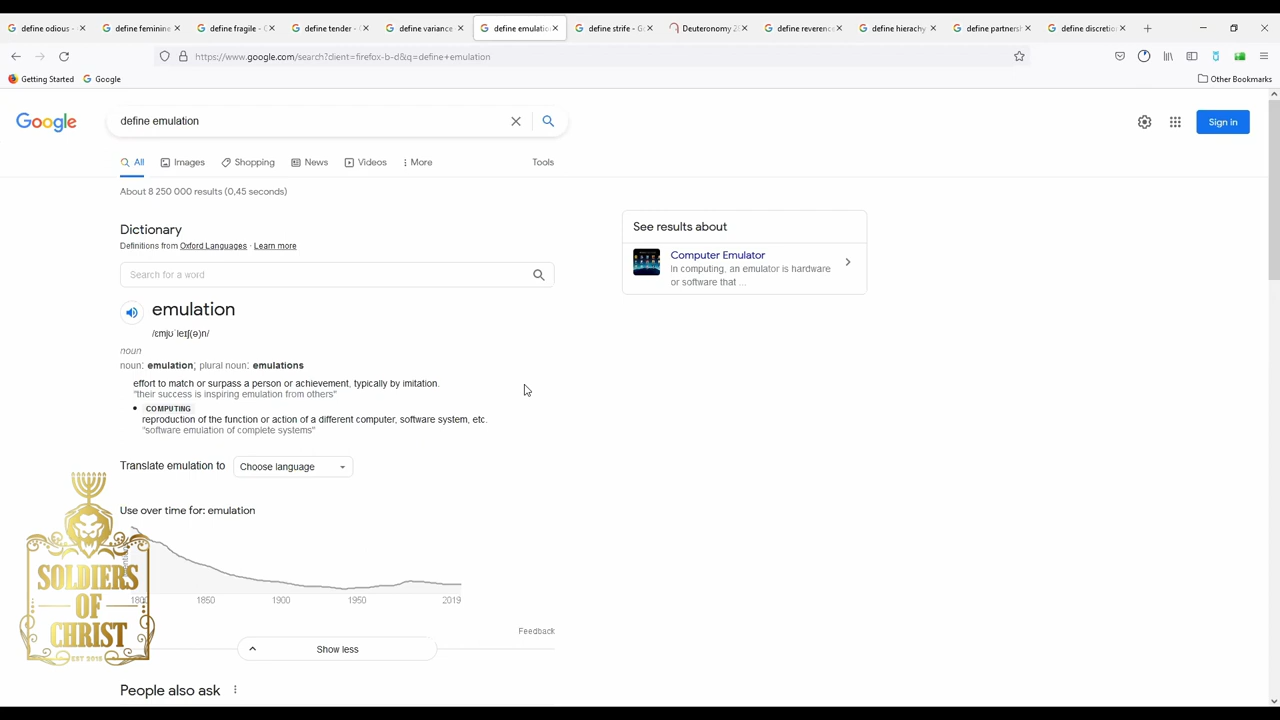 define odious -
define feminine
define fragile - G
define tender -
define variance
define emulatio
define strife - Go
Deuteronomy 2
define reverence
define hierarchy
define partners
define discretio
https://www.google.com/search?client=firefox-b-d&q=define+emulation
Getting Started
Google
Other Bookmarks
Google
define emulation
Sign in
All
Images
Shopping
News
Videos
More
Tools
About 8 250 000 results (0,45 seconds)
Dictionary
Definitions from Oxford Languages · Learn more
Search for a word
emulation
/ɛmjʊˈleɪʃ(ə)n/
noun
noun: emulation; plural noun: emulations
effort to match or surpass a person or achievement, typically by imitation.
"their success is inspiring emulation from others"
• COMPUTING
reproduction of the function or action of a different computer, software system, etc.
"software emulation of complete systems"
Translate emulation to
Choose language
Use over time for: emulation
1800
1850
1900
1950
2019
Feedback
Show less
People also ask
See results about
Computer Emulator
In computing, an emulator is hardware
or software that ...
SOLDIERS
OF
CHRIST